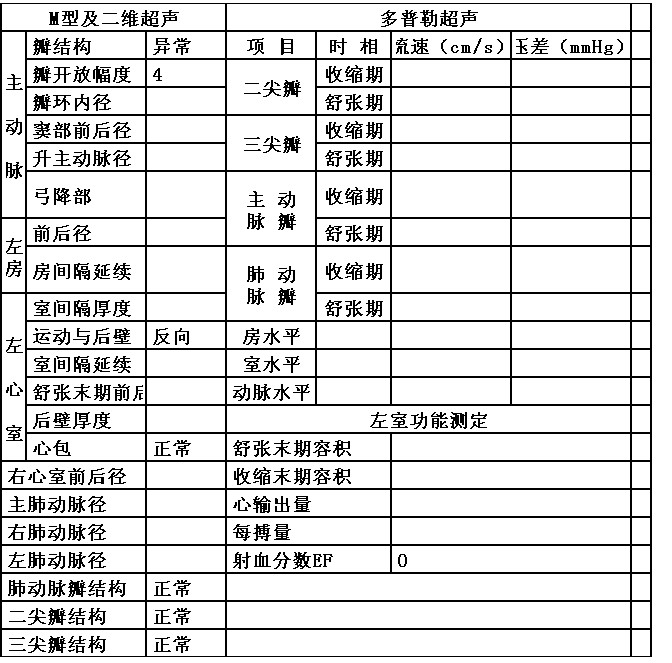 M型及二维超声 多普勒超声
瓣结构 异常 项 目 时 相 流速（cm/s） 压差（mmHg）
主动脉
瓣开放幅度 4 二尖瓣 收缩期
瓣环内径 舒张期
窦部前后径 三尖瓣 收缩期
升主动脉径 舒张期
弓降部 主 动脉 瓣 收缩期
左房
前后径 舒张期
房间隔延续 肺 动脉 瓣 收缩期
左心室
室间隔厚度 舒张期
运动与后壁 反向 房水平
室间隔延续 室水平
舒张末期前后 动脉水平
后壁厚度 左室功能测定
心包 正常 舒张末期容积
右心室前后径 收缩末期容积
主肺动脉径 心输出量
右肺动脉径 每搏量
左肺动脉径 射血分数EF 0
肺动脉瓣结构 正常
二尖瓣结构 正常
三尖瓣结构 正常